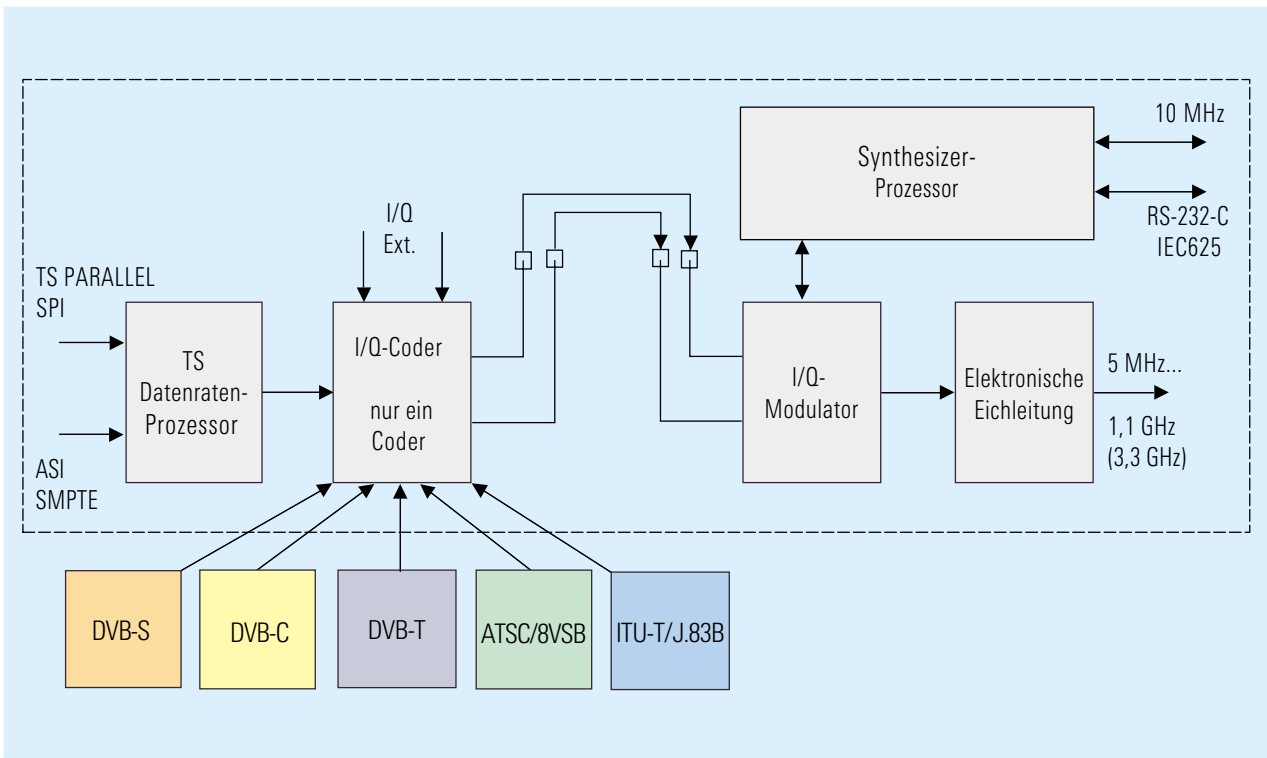 10 MHz
Synthesizer-
Prozessor
RS-232-C
IEC625
I/Q
Ext.
TS PARALLEL
SPI
TS
Datenraten-
Prozessor
ASI
SMPTE
I/Q-Coder
nur ein
Coder
I/Q-
Modulator
Elektronische
Eichleitung
5 MHz...
1,1 GHz
(3,3 GHz)
DVB-S
DVB-C
DVB-T
ATSC/8VSB
ITU-T/J.83B